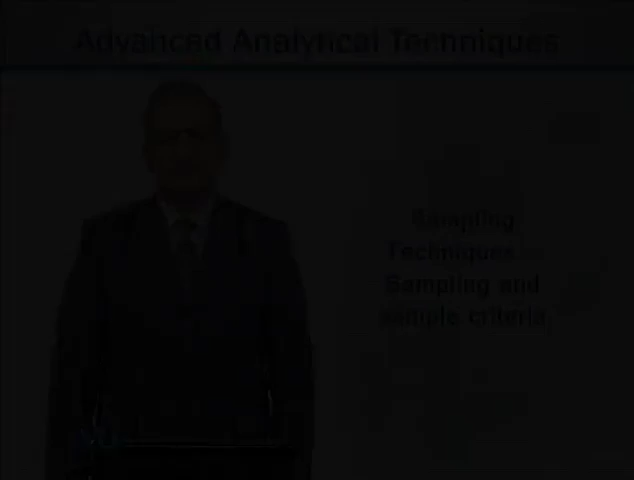 Advanced Analytical Techniques
Sampling
Techniques –
Sampling and
sample criteria